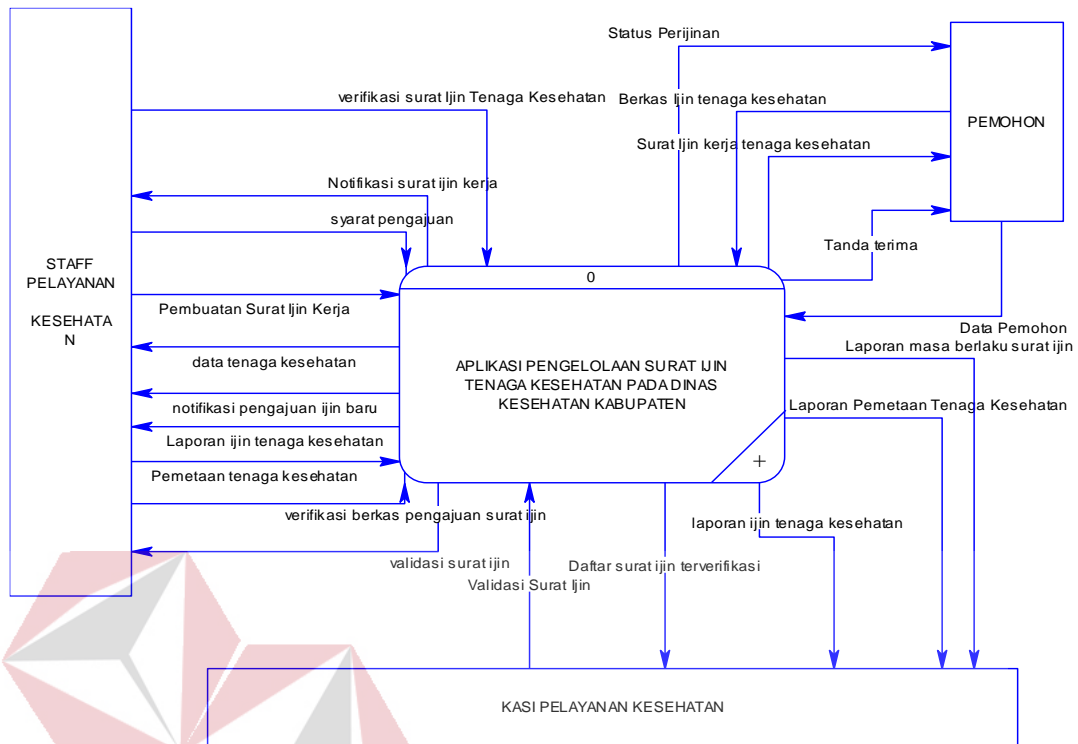 Status Perijinan
verifikasi surat Ijin Tenaga Kesehatan
Berkas Ijin tenaga kesehatan
PEMOHON
Surat Ijin kerja tenaga kesehatan
Notifikasi surat ijin kerja
syarat pengajuan
Tanda terima
STAFF
PELAYANAN
KESEHATA
N
0
Pembuatan Surat Ijin Kerja
Data Pemohon
Laporan masa berlaku surat ijin
data tenaga kesehatan
APLIKASI PENGELOLAAN SURAT IJIN
TENAGA KESEHATAN PADA DINAS
KESEHATAN KABUPATEN
notifikasi pengajuan ijin baru
Laporan Pemetaan Tenaga Kesehatan
Laporan ijin tenaga kesehatan
+
Pemetaan tenaga kesehatan
verifikasi berkas pengajuan surat ijin
laporan ijin tenaga kesehatan
validasi surat ijin
Daftar surat ijin terverifikasi
Validasi Surat Ijin
KASI PELAYANAN KESEHATAN